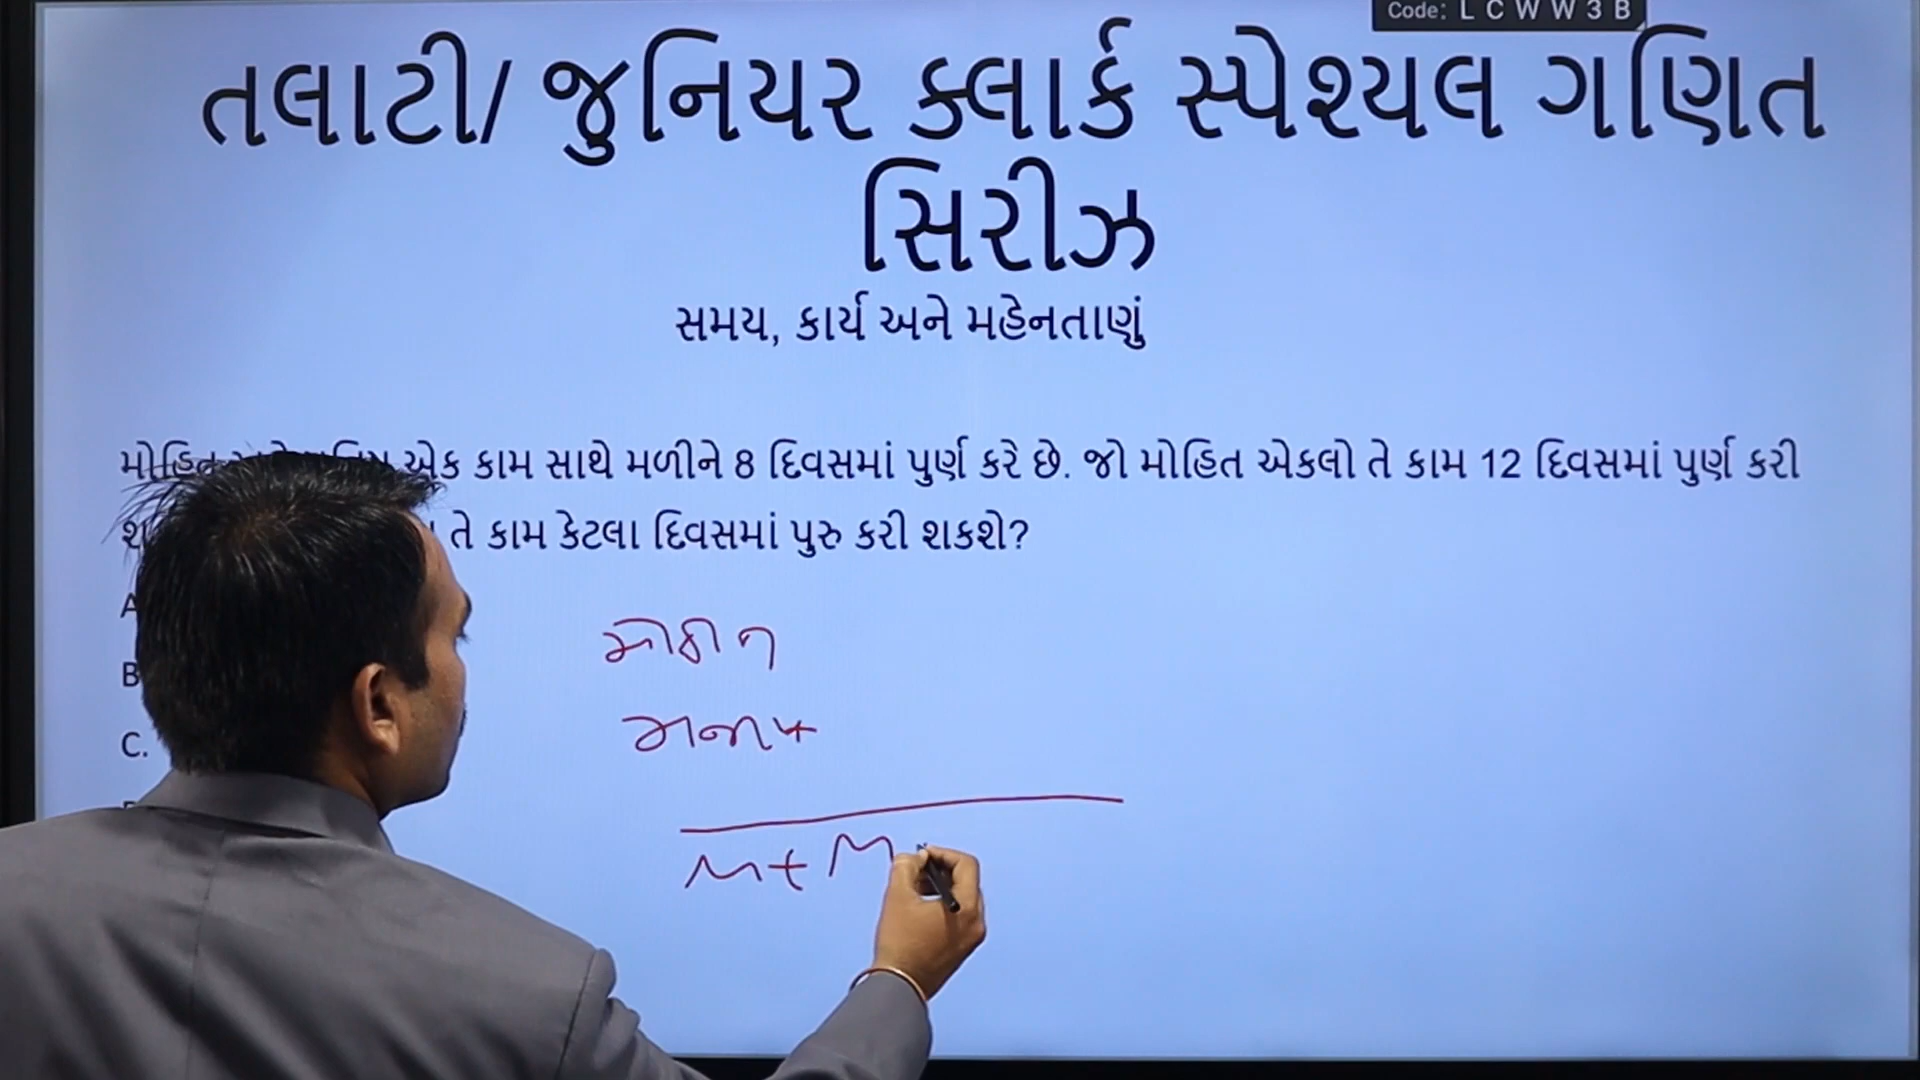 Code: L C W W 3 B
તલાટી/ જુનિયર ક્લાર્ક સ્પેશ્યલ ગણિત
સિરીઝ
સમય, કાર્ય અને મહેનતાણું
મોહિત એક કામ સાથે મળીને 8 દિવસમાં પુર્ણ કરે છે. જો મોહિત એકલો તે કામ 12 દિવસમાં પુર્ણ કરી
તે કામ કેટલા દિવસમાં પુરુ કરી શકશે?
A
B
C.
M+M